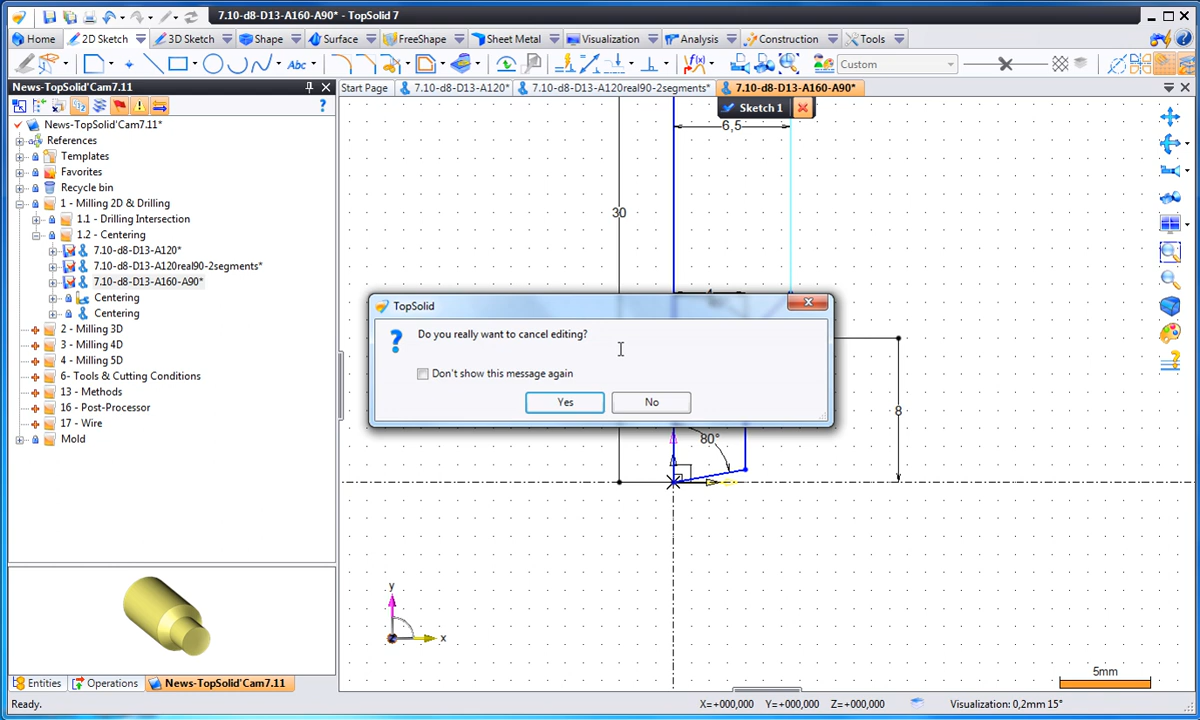 7.10-d8-D13-A160-A90* - TopSolid 7
Home 2D Sketch 3D Sketch Shape Surface FreeShape Sheet Metal Visualization Analysis Construction Tools
Abc Custom
News-TopSolid'Cam7.11
Start Page 7.10-d8-D13-A120* 7.10-d8-D13-A120real90-2segments* 7.10-d8-D13-A160-A90*
Sketch 1
News-TopSolid'Cam7.11*
References
Templates
Favorites
Recycle bin
1 - Milling 2D & Drilling
1.1 - Drilling Intersection
1.2 - Centering
7.10-d8-D13-A120*
7.10-d8-D13-A120real90-2segments*
7.10-d8-D13-A160-A90*
Centering
Centering
2 - Milling 3D
3 - Milling 4D
4 - Milling 5D
6- Tools & Cutting Conditions
13 - Methods
16 - Post-Processor
17 - Wire
Mold
6,5
30
4
TopSolid
Do you really want to cancel editing?
Don't show this message again
Yes No
8
80°
y
x
5mm
Entities Operations News-TopSolid'Cam7.11
Ready. X=+000,000 Y=+000,000 Z=+000,000 Visualization: 0,2mm 15°